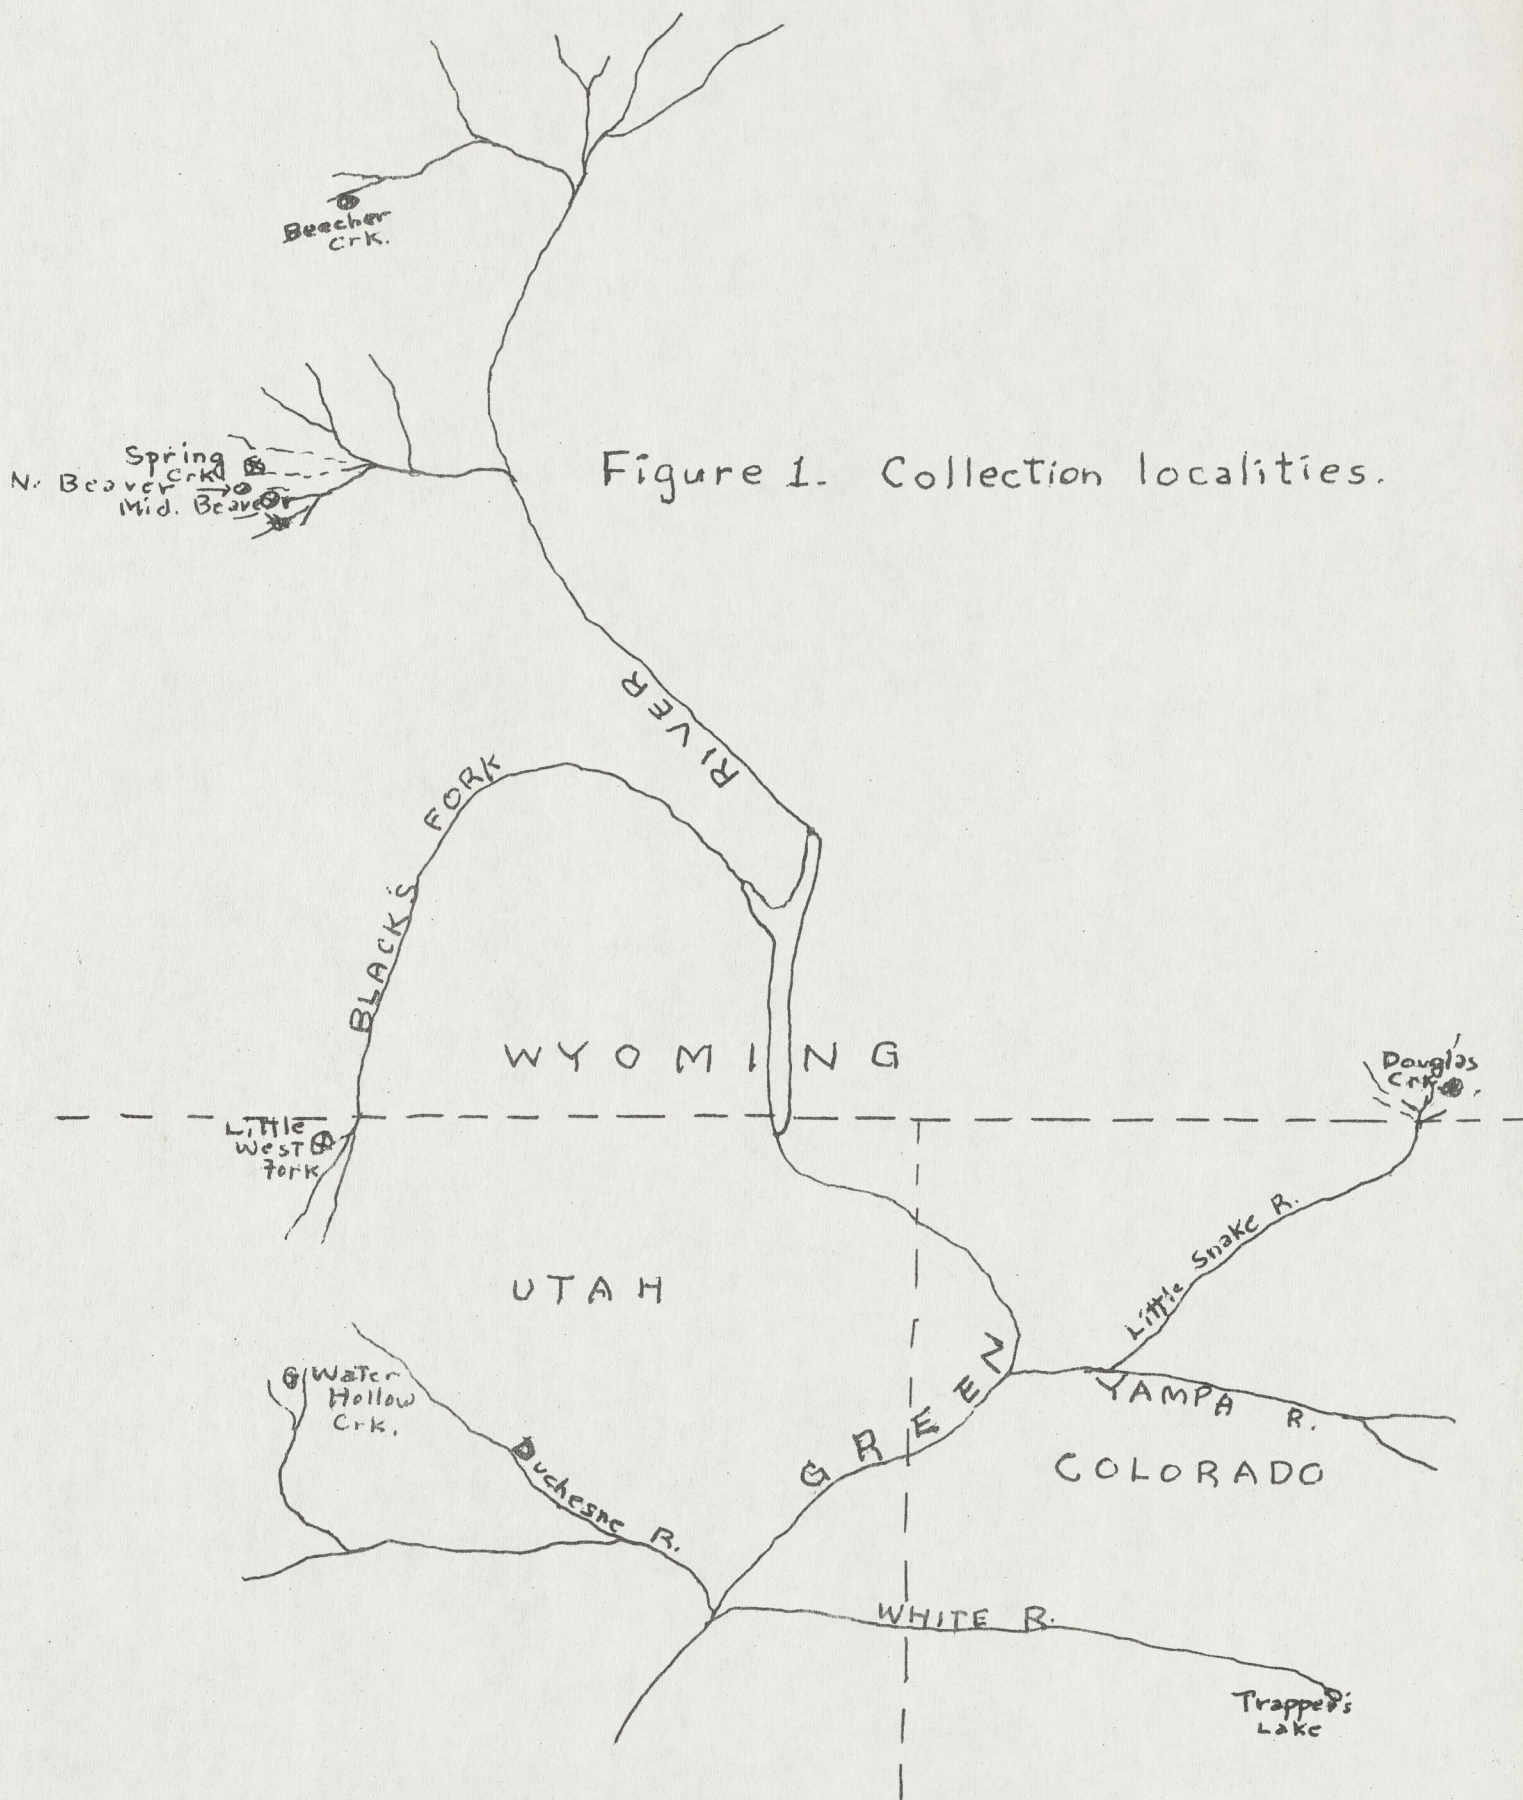 Beecher
Crk.
Spring
Crk.
N. Beaver
Mid. Beaver
Figure 1. Collection localities.
RIVER
BLACK'S FORK
WYOMING
Douglas
Crk.
Little
West
Fork
Little Snake R.
UTAH
Water
Hollow
Crk.
GREEN
YAMPA R.
COLORADO
Duchesne R.
WHITE R.
Trapper's
Lake